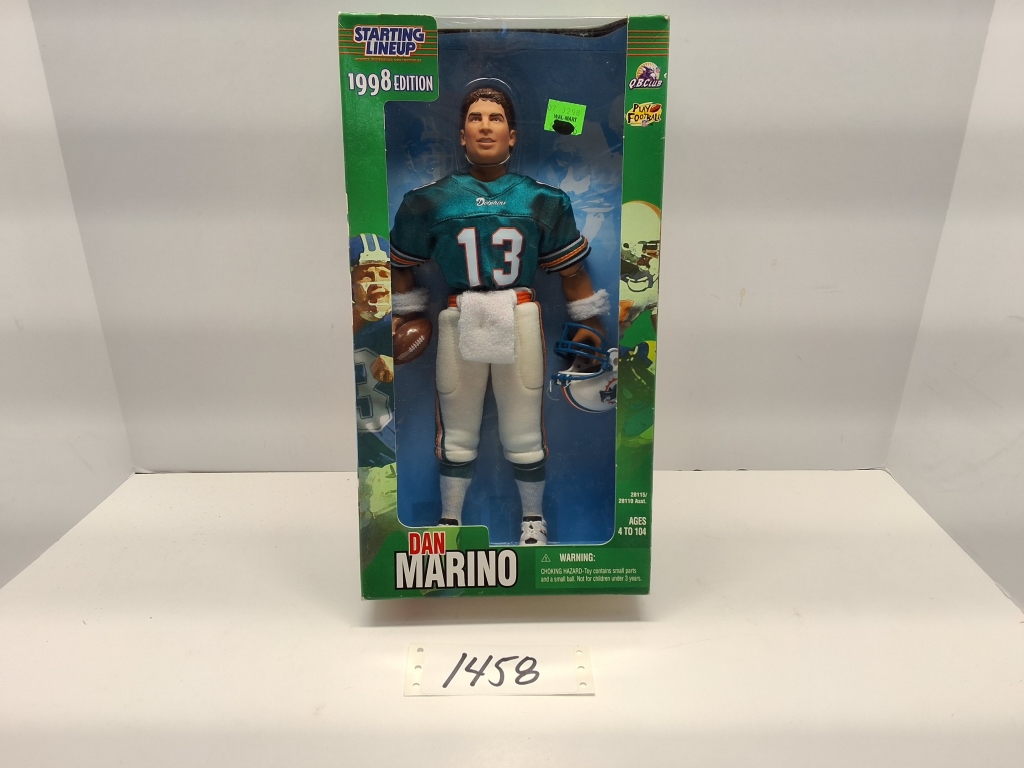 STARTING
LINEUP
1998 EDITION
Q.B. CLUB
PLAY
FOOTBALL
WAL-MART
Dolphins
13
28115/
28110 Asst.
AGES
4 TO 104
DAN
MARINO
WARNING:
CHOKING HAZARD-Toy contains small parts
and a small ball. Not for children under 3 years.
1458